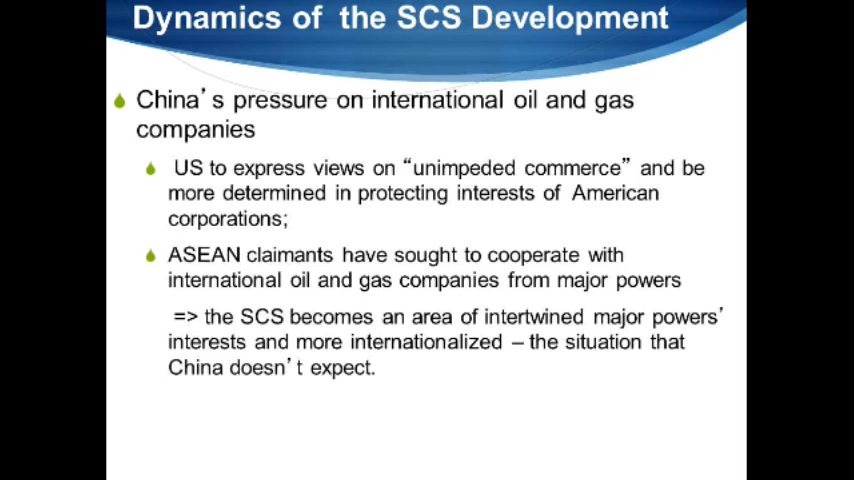 Dynamics of the SCS Development
China's pressure on international oil and gas
companies
US to express views on “unimpeded commerce” and be
more determined in protecting interests of American
corporations;
ASEAN claimants have sought to cooperate with
international oil and gas companies from major powers
=> the SCS becomes an area of intertwined major powers’
interests and more internationalized – the situation that
China doesn’t expect.